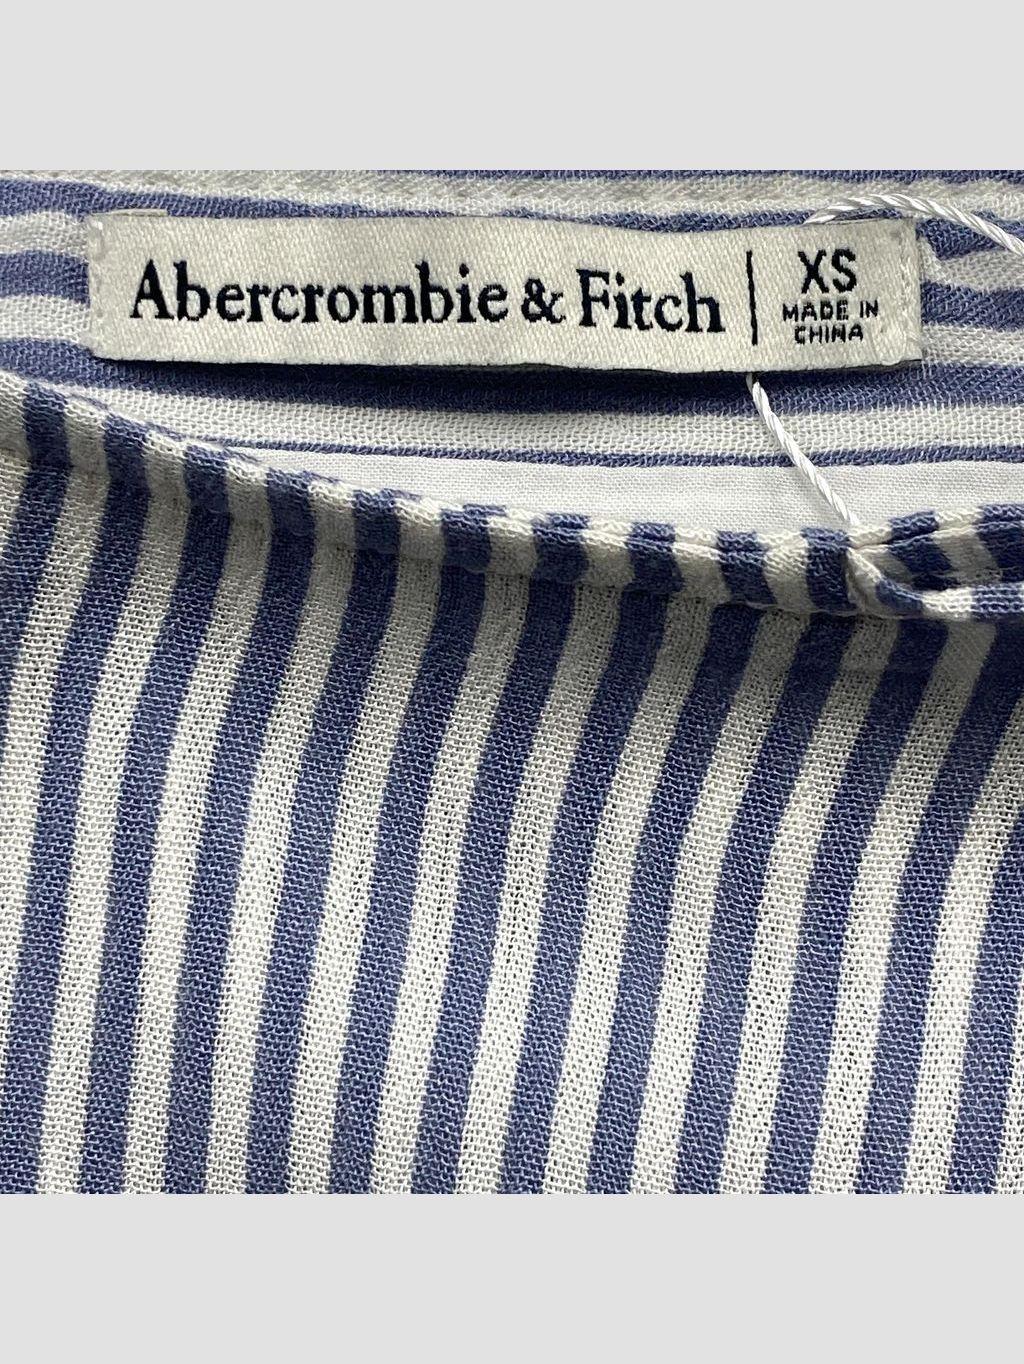 Abercrombie & Fitch
XS
MADE IN
CHINA